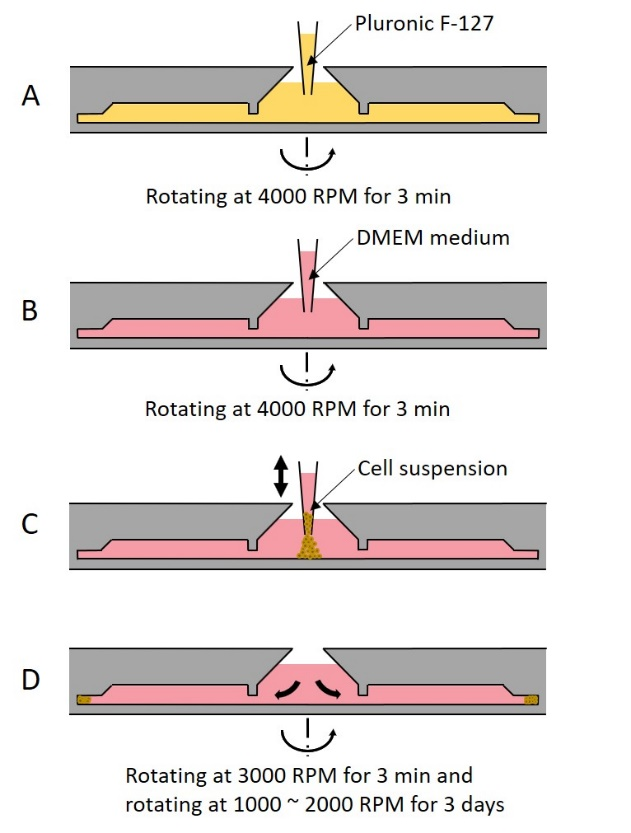 Pluronic F-127
A
Rotating at 4000 RPM for 3 min
DMEM medium
B
Rotating at 4000 RPM for 3 min
Cell suspension
C
D
Rotating at 3000 RPM for 3 min and
rotating at 1000 ~ 2000 RPM for 3 days